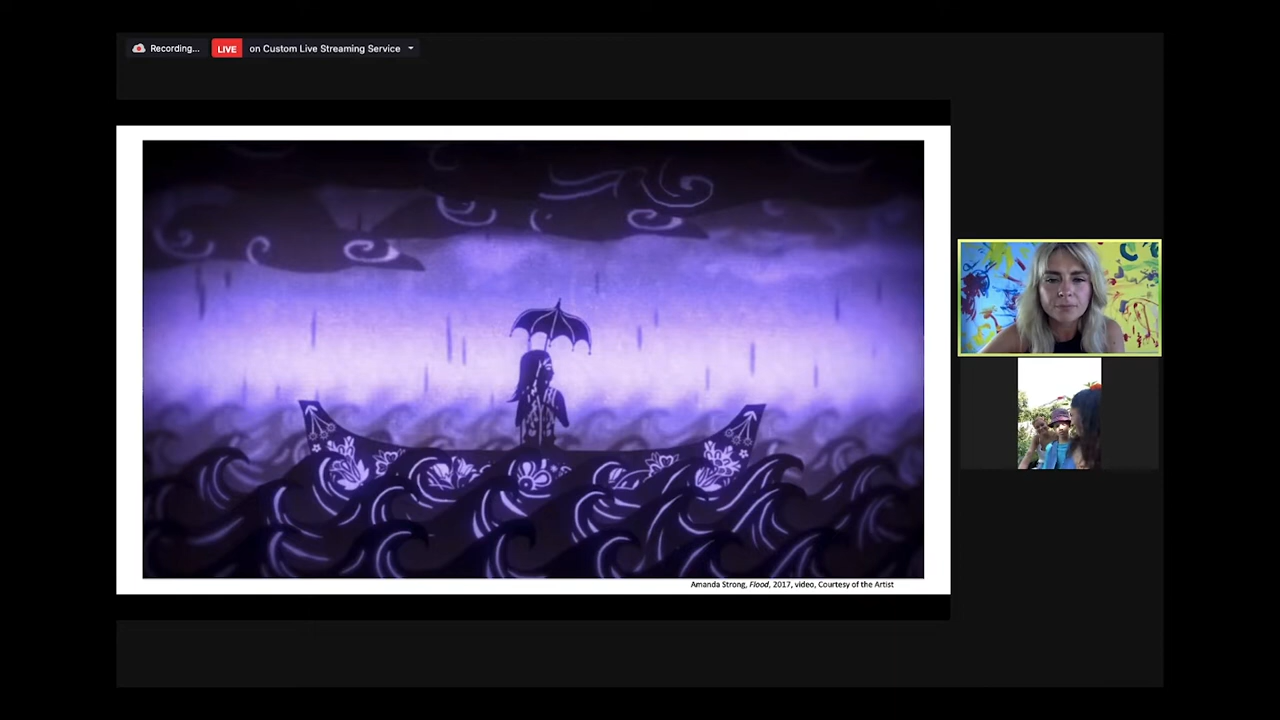 Recording...
LIVE on Custom Live Streaming Service
Amanda Strong, Flood, 2017, video, Courtesy of the Artist